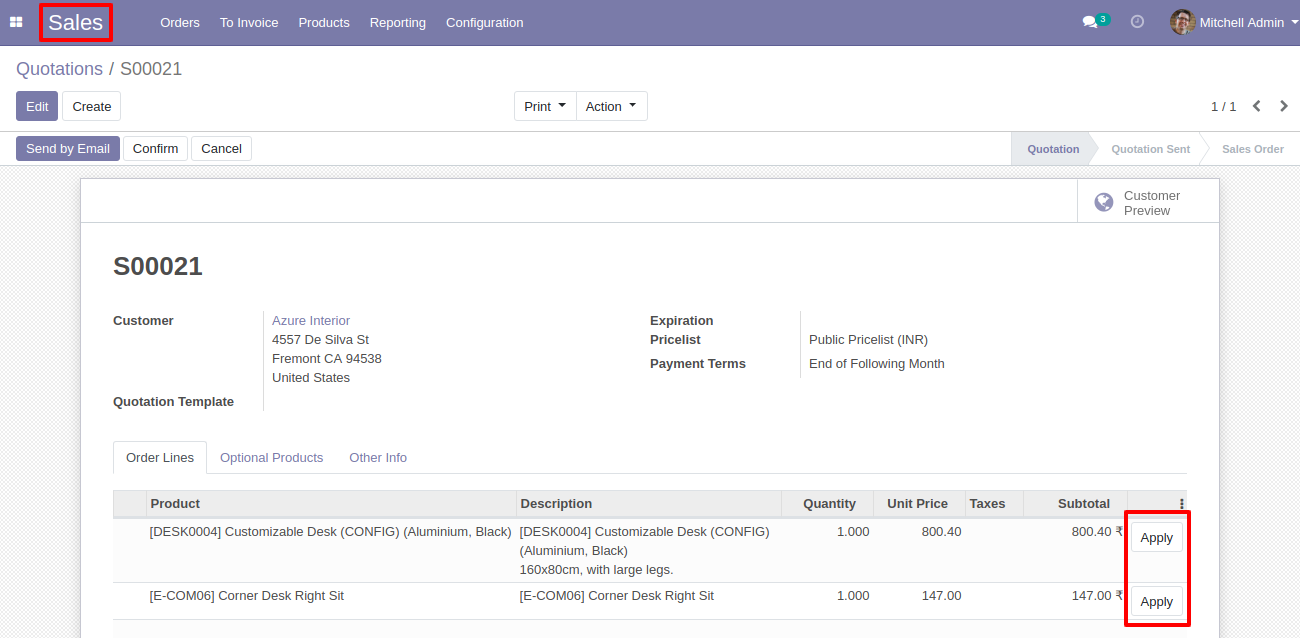 Sales Orders To Invoice Products Reporting Configuration 3 Mitchell Admin
Quotations / S00021
Edit Create Print Action 1 / 1
Send by Email Confirm Cancel Quotation Quotation Sent Sales Order
Customer
Preview
S00021
Customer Azure Interior
4557 De Silva St
Fremont CA 94538
United States
Quotation Template
Expiration
Pricelist Public Pricelist (INR)
Payment Terms End of Following Month
Order Lines Optional Products Other Info
Product Description Quantity Unit Price Taxes Subtotal
[DESK0004] Customizable Desk (CONFIG) (Aluminium, Black) [DESK0004] Customizable Desk (CONFIG) 1.000 800.40 800.40 ₹ Apply
(Aluminium, Black)
160x80cm, with large legs.
[E-COM06] Corner Desk Right Sit [E-COM06] Corner Desk Right Sit 1.000 147.00 147.00 ₹ Apply